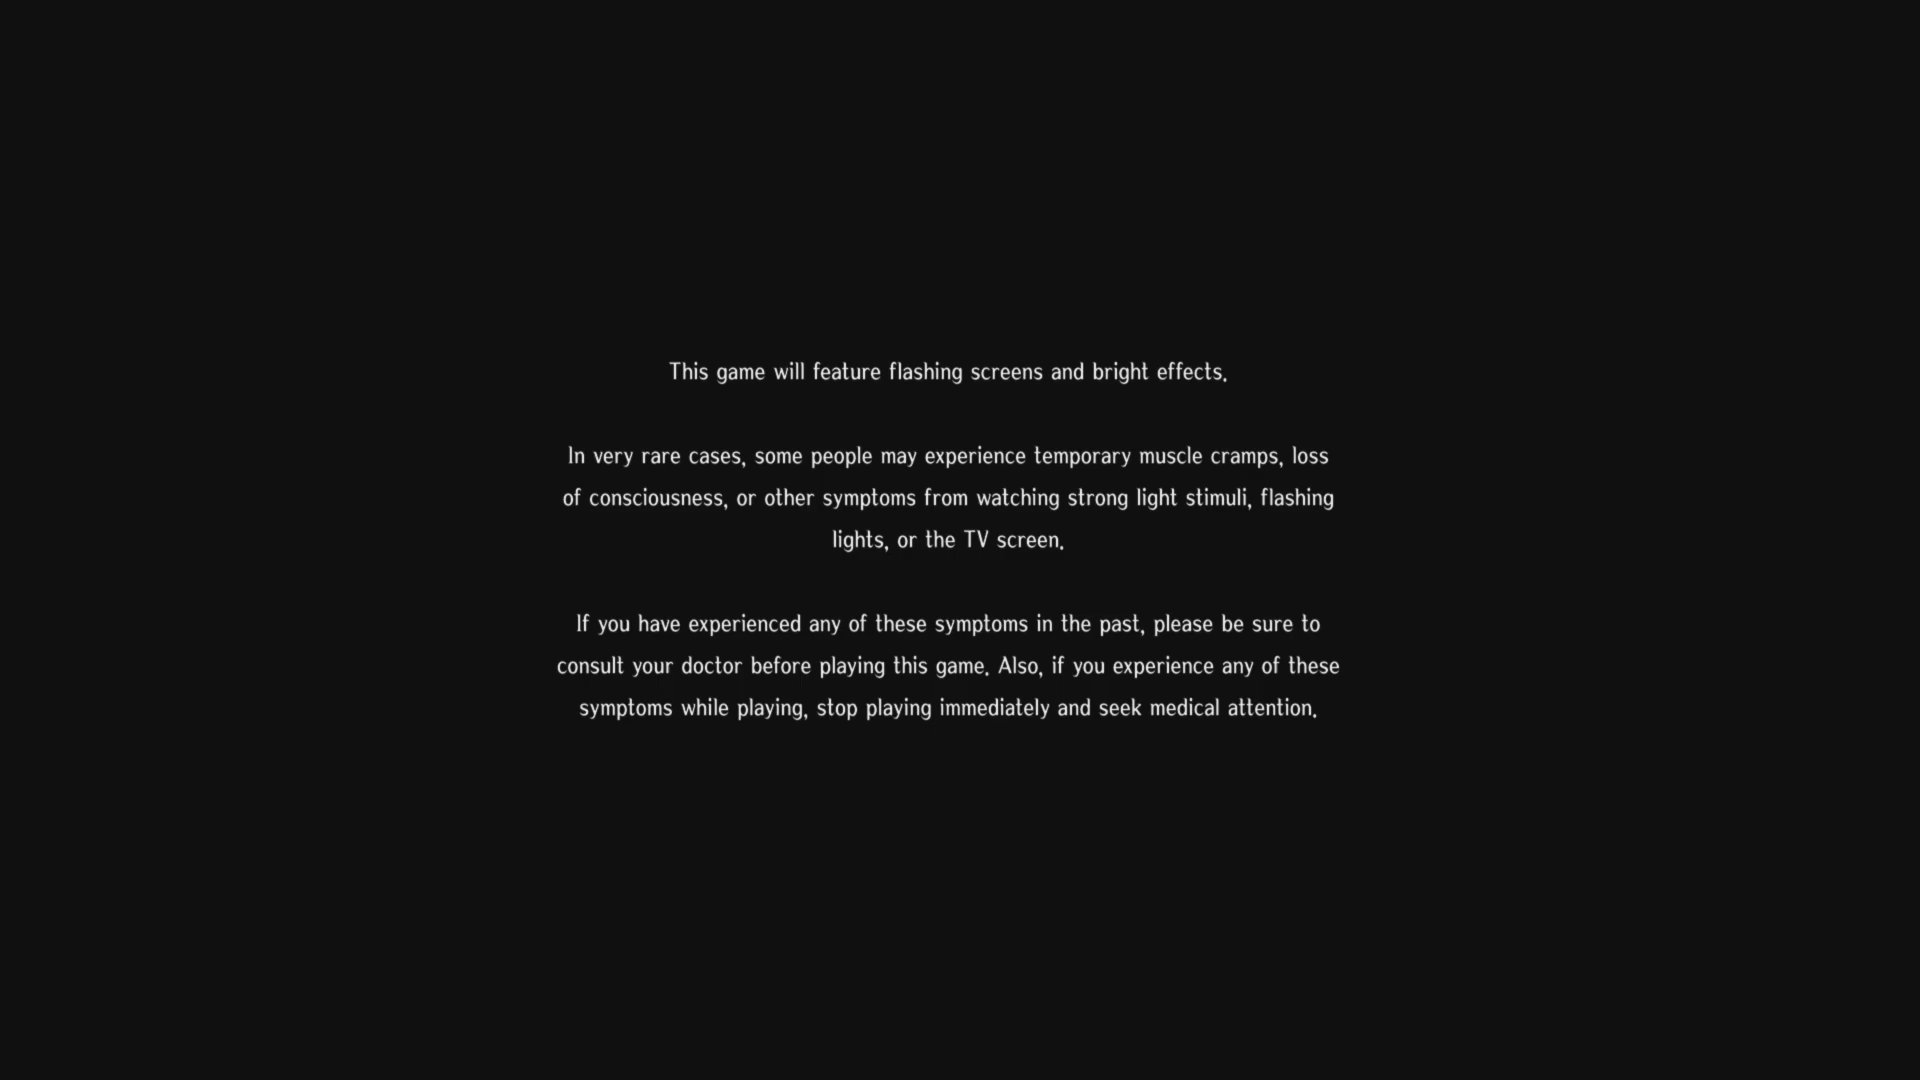 This game will feature flashing screens and bright effects.
In very rare cases, some people may experience temporary muscle cramps, loss
of consciousness, or other symptoms from watching strong light stimuli, flashing
lights, or the TV screen.
If you have experienced any of these symptoms in the past, please be sure to
consult your doctor before playing this game. Also, if you experience any of these
symptoms while playing, stop playing immediately and seek medical attention.